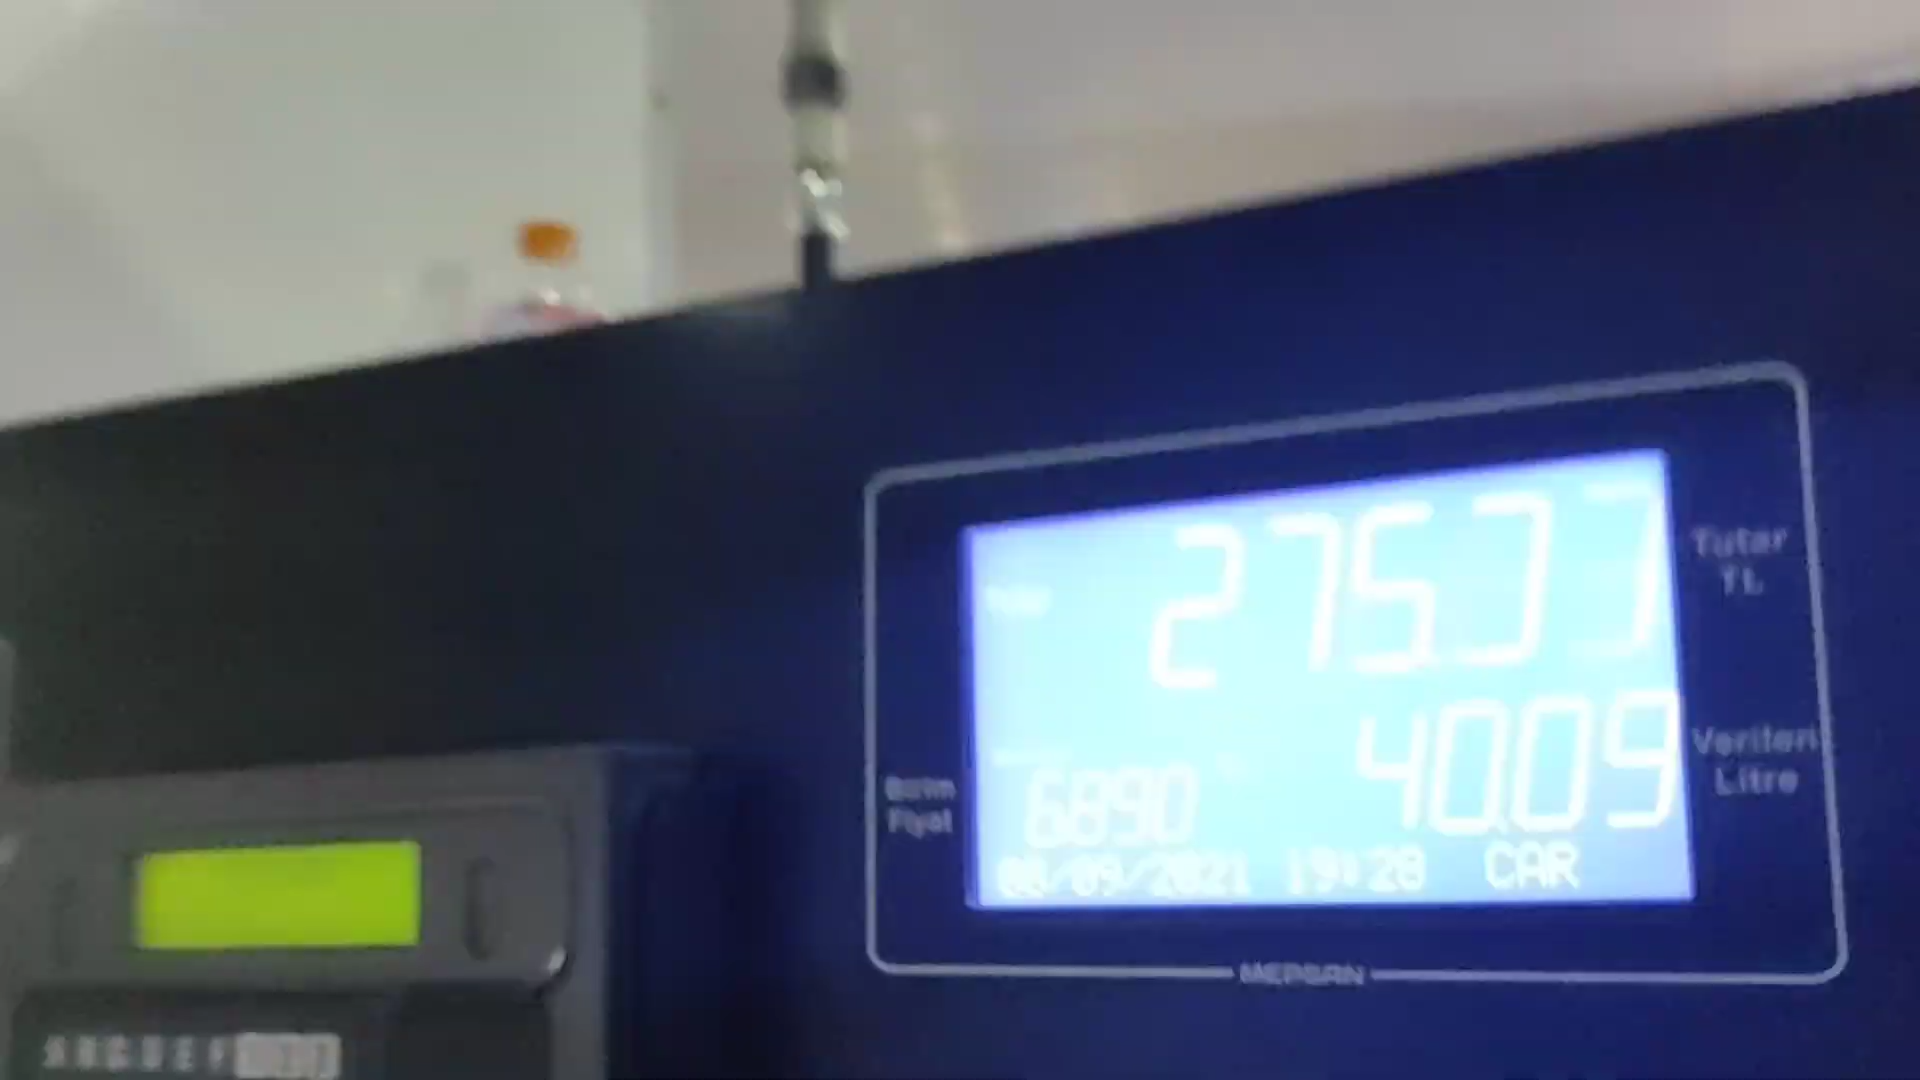 275.77
Tutar
TL
40.09
Verilen
Litre
Birim
Fiyat
6.890
08/09/2021 19:28 CAR
MEPSAN